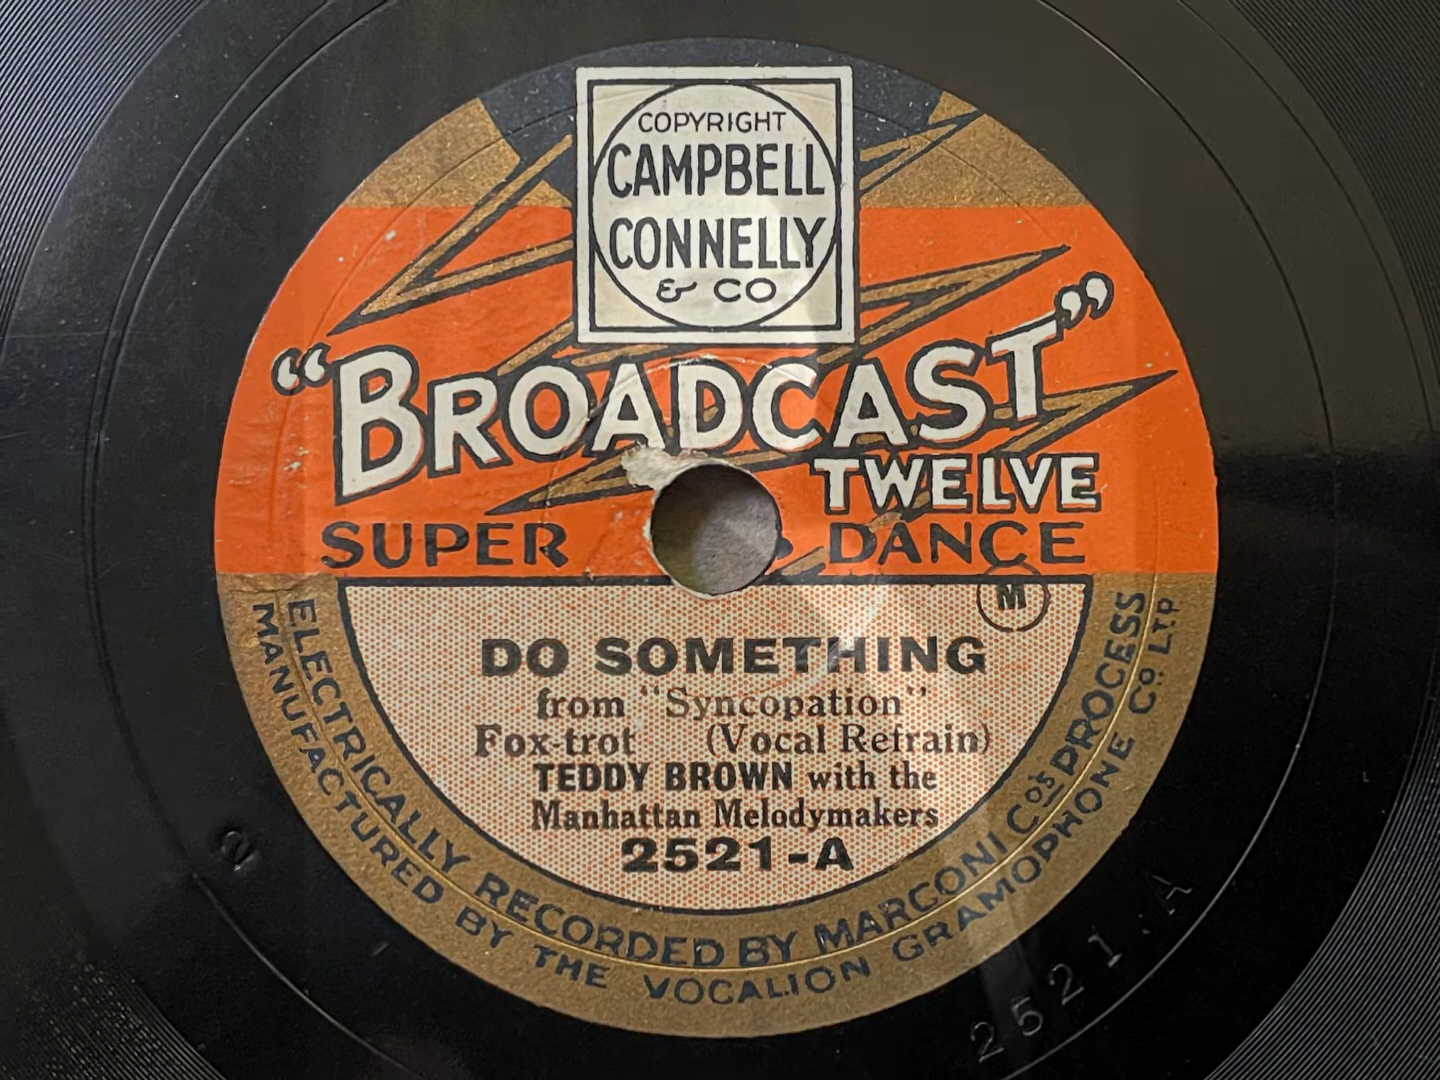 COPYRIGHT
CAMPBELL
CONNELLY
& CO
“BROADCAST”
TWELVE
SUPER DANCE
M
DO SOMETHING
from "Syncopation"
Fox-trot (Vocal Refrain)
TEDDY BROWN with the
Manhattan Melodymakers
2521-A
ELECTRICALLY RECORDED BY MARCONI Co's PROCESS
MANUFACTURED BY THE VOCALION GRAMOPHONE Co LTD
2
2521.A